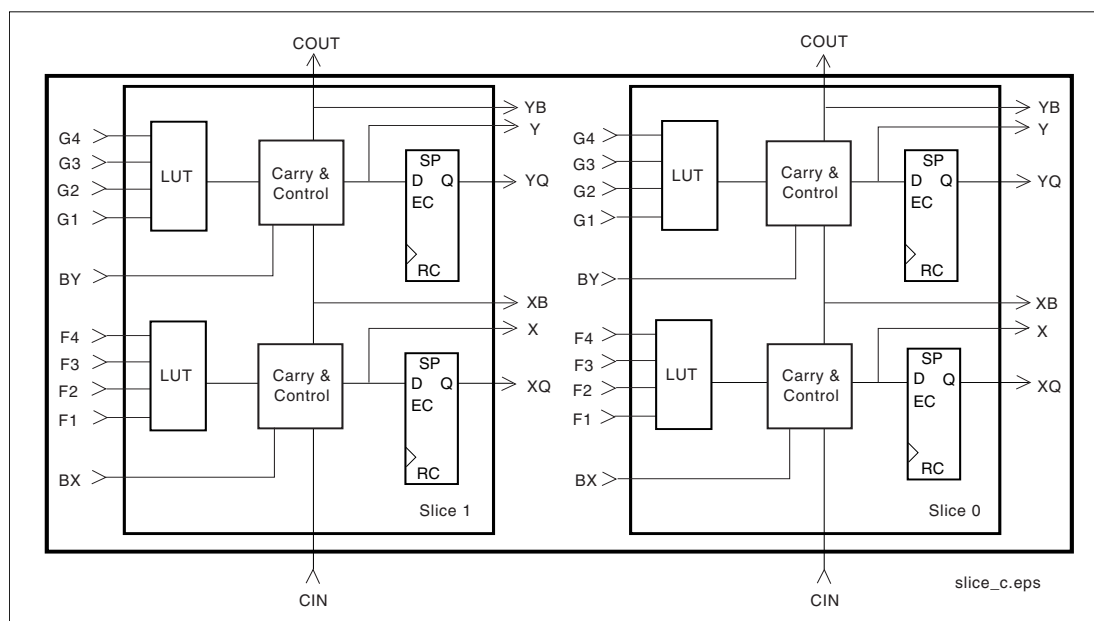 COUT
YB
Y
G4
G3
G2
G1
LUT
Carry &
Control
SP
D Q
EC
RC
YQ
BY
XB
X
F4
F3
F2
F1
LUT
Carry &
Control
SP
D Q
EC
RC
XQ
BX
Slice 1
CIN
COUT
YB
Y
G4
G3
G2
G1
LUT
Carry &
Control
SP
D Q
EC
RC
YQ
BY
XB
X
F4
F3
F2
F1
LUT
Carry &
Control
SP
D Q
EC
RC
XQ
BX
Slice 0
CIN
slice_c.eps